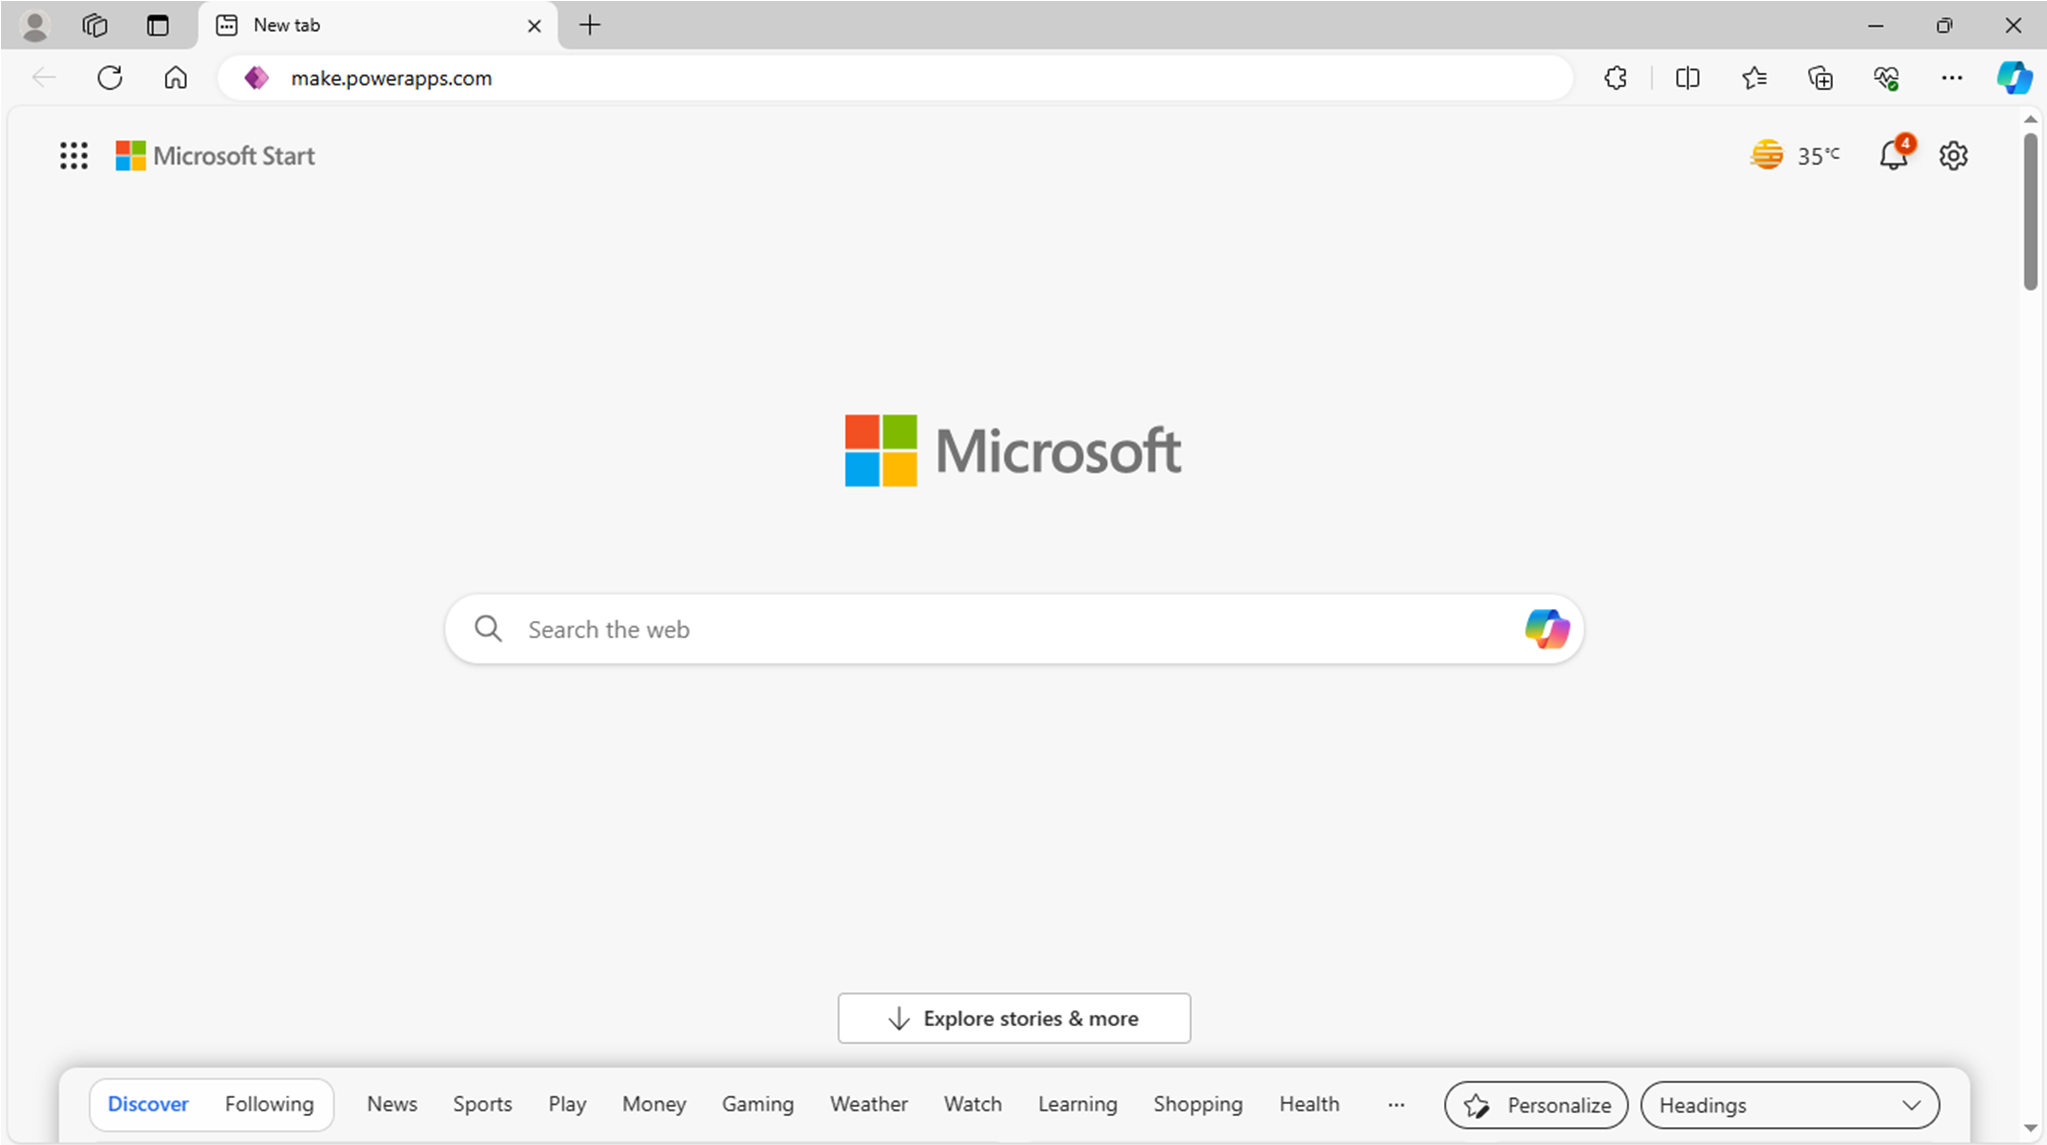 New tab
make.powerapps.com
Microsoft Start
35°C
4
Microsoft
Search the web
Explore stories & more
Discover Following News Sports Play Money Gaming Weather Watch Learning Shopping Health ... Personalize Headings